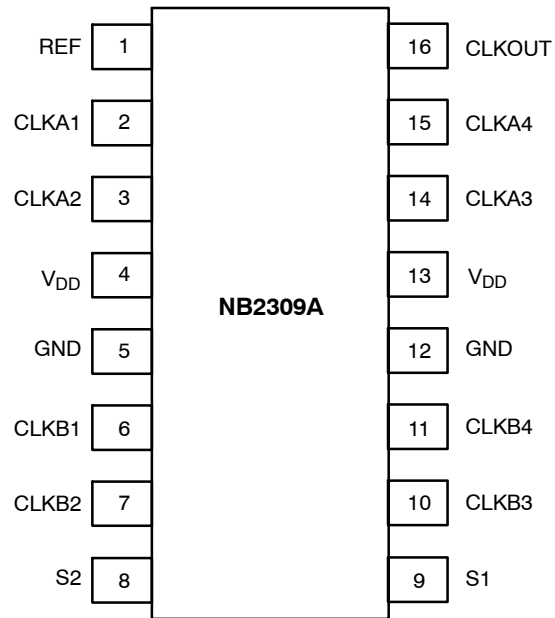 REF 1 16 CLKOUT
CLKA1 2 15 CLKA4
CLKA2 3 14 CLKA3
VDD 4 13 VDD
NB2309A
GND 5 12 GND
CLKB1 6 11 CLKB4
CLKB2 7 10 CLKB3
S2 8 9 S1